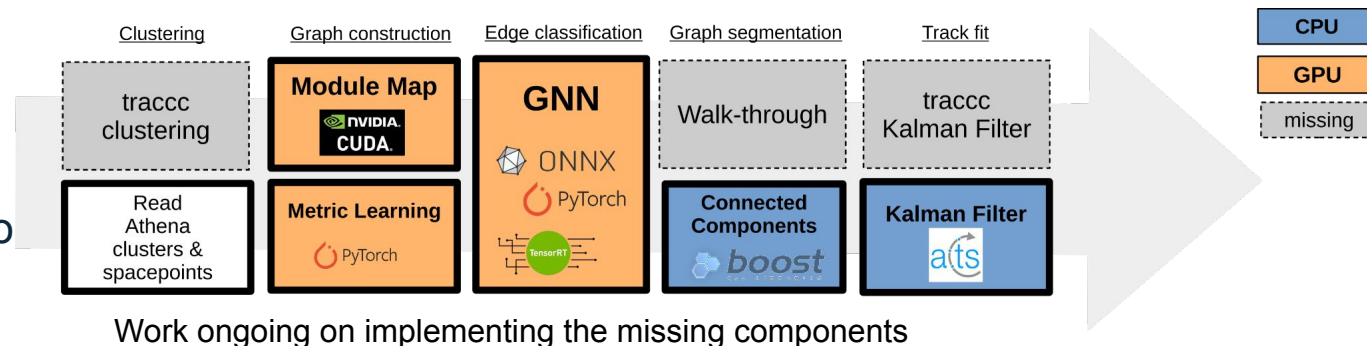 Clustering
Graph construction
Edge classification
Graph segmentation
Track fit
CPU
GPU
missing
traccc
clustering
Module Map
NVIDIA.
CUDA.
GNN
ONNX
PyTorch
TensorRT
Walk-through
traccc
Kalman Filter
Read
Athena
clusters &
spacepoints
Metric Learning
PyTorch
Connected
Components
boost
Kalman Filter
acts
Work ongoing on implementing the missing components